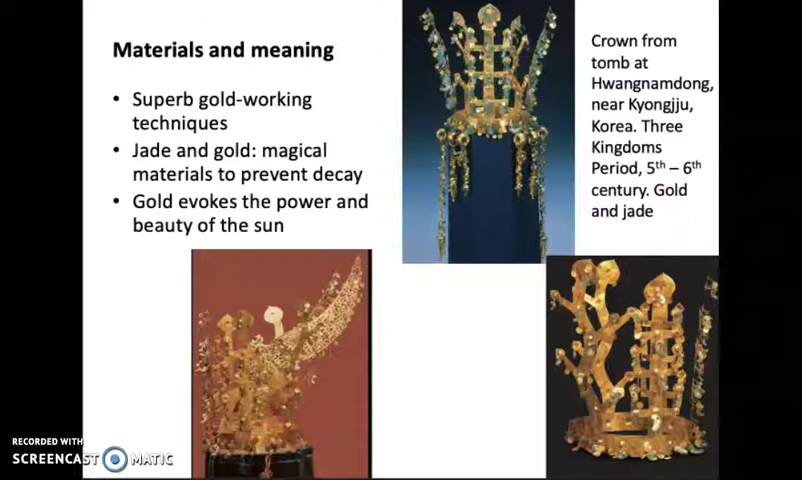 Materials and meaning
• Superb gold-working
techniques
• Jade and gold: magical
materials to prevent decay
• Gold evokes the power and
beauty of the sun
Crown from
tomb at
Hwangnamdong,
near Kyongjju,
Korea. Three
Kingdoms
Period, 5th – 6th
century. Gold
and jade
RECORDED WITH
SCREENCAST MATIC